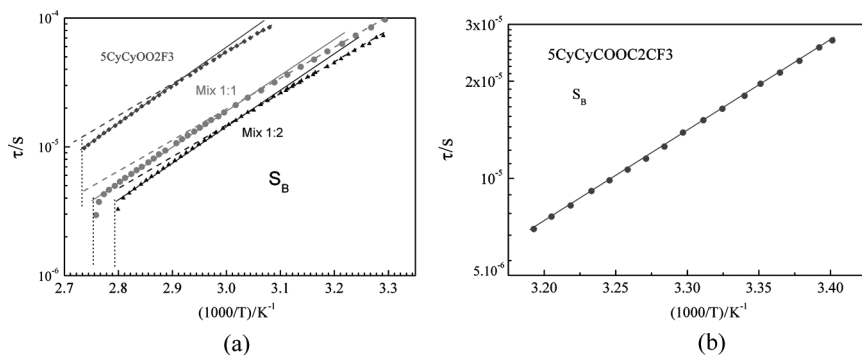 10⁻⁴
5CyCyOO2F3
Mix 1:1
τ/s
10⁻⁵
Mix 1:2
S_B
10⁻⁶
2.7 2.8 2.9 3.0 3.1 3.2 3.3
(1000/T)/K⁻¹
(a)
3x10⁻⁵
5CyCyCOOC2CF3
2x10⁻⁵
S_B
τ/s
10⁻⁵
5.10⁻⁶
3.20 3.25 3.30 3.35 3.40
(1000/T)/K⁻¹
(b)